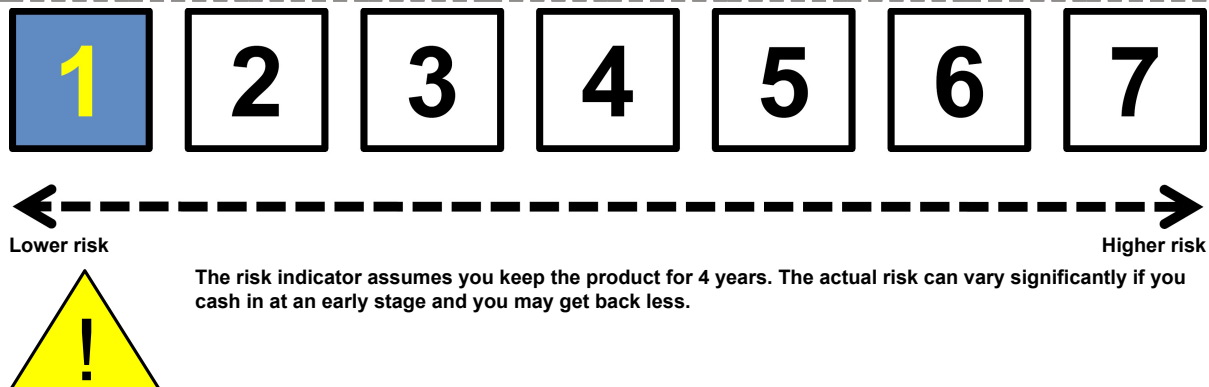 1 2 3 4 5 6 7
Lower risk Higher risk
The risk indicator assumes you keep the product for 4 years. The actual risk can vary significantly if you
cash in at an early stage and you may get back less.
!